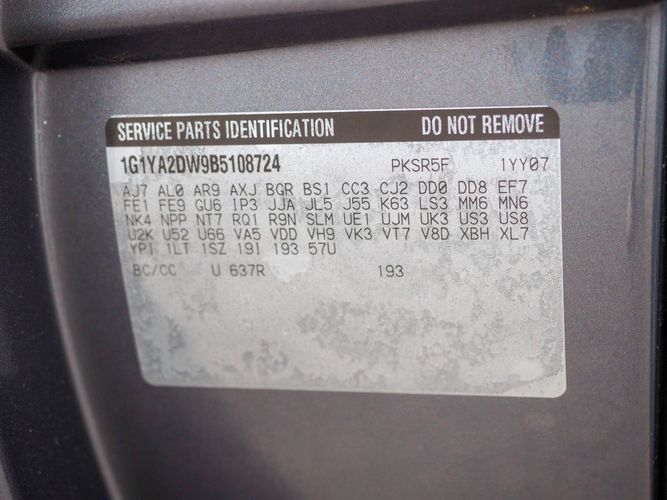 SERVICE PARTS IDENTIFICATION DO NOT REMOVE
1G1YA2DW9B5108724 PKSR5F 1YY07
AJ7 AL0 AR9 AXJ BGR BS1 CC3 CJ2 DD0 DD8 EF7
FE1 FE9 GU6 IP3 JJA JL5 J55 K63 LS3 MM6 MN6
NK4 NPP NT7 RQ1 R9N SLM UE1 UJM UK3 US3 US8
U2K U52 U66 VA5 VDD VH9 VK3 VT7 V8D XBH XL7
YP1 1LT 1SZ 19I 193 57U
BC/CC U 637R 193